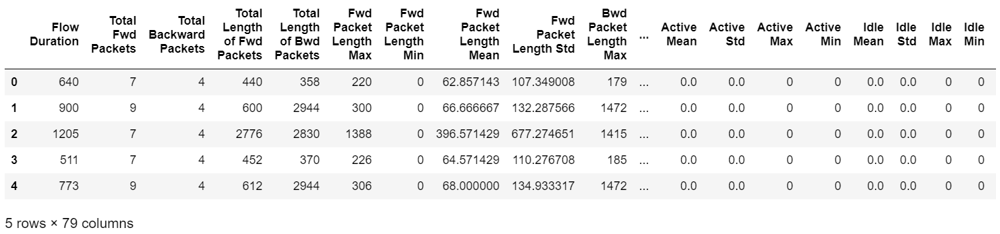 Flow Duration Total Fwd Packets Total Backward Packets Total Length of Fwd Packets Total Length of Bwd Packets Fwd Packet Length Max Fwd Packet Length Min Fwd Packet Length Mean Fwd Packet Length Std Bwd Packet Length Max ... Active Mean Active Std Active Max Active Min Idle Mean Idle Std Idle Max Idle Min
0 640 7 4 440 358 220 0 62.857143 107.349008 179 ... 0.0 0.0 0 0 0.0 0.0 0 0
1 900 9 4 600 2944 300 0 66.666667 132.287566 1472 ... 0.0 0.0 0 0 0.0 0.0 0 0
2 1205 7 4 2776 2830 1388 0 396.571429 677.274651 1415 ... 0.0 0.0 0 0 0.0 0.0 0 0
3 511 7 4 452 370 226 0 64.571429 110.276708 185 ... 0.0 0.0 0 0 0.0 0.0 0 0
4 773 9 4 612 2944 306 0 68.000000 134.933317 1472 ... 0.0 0.0 0 0 0.0 0.0 0 0
5 rows × 79 columns